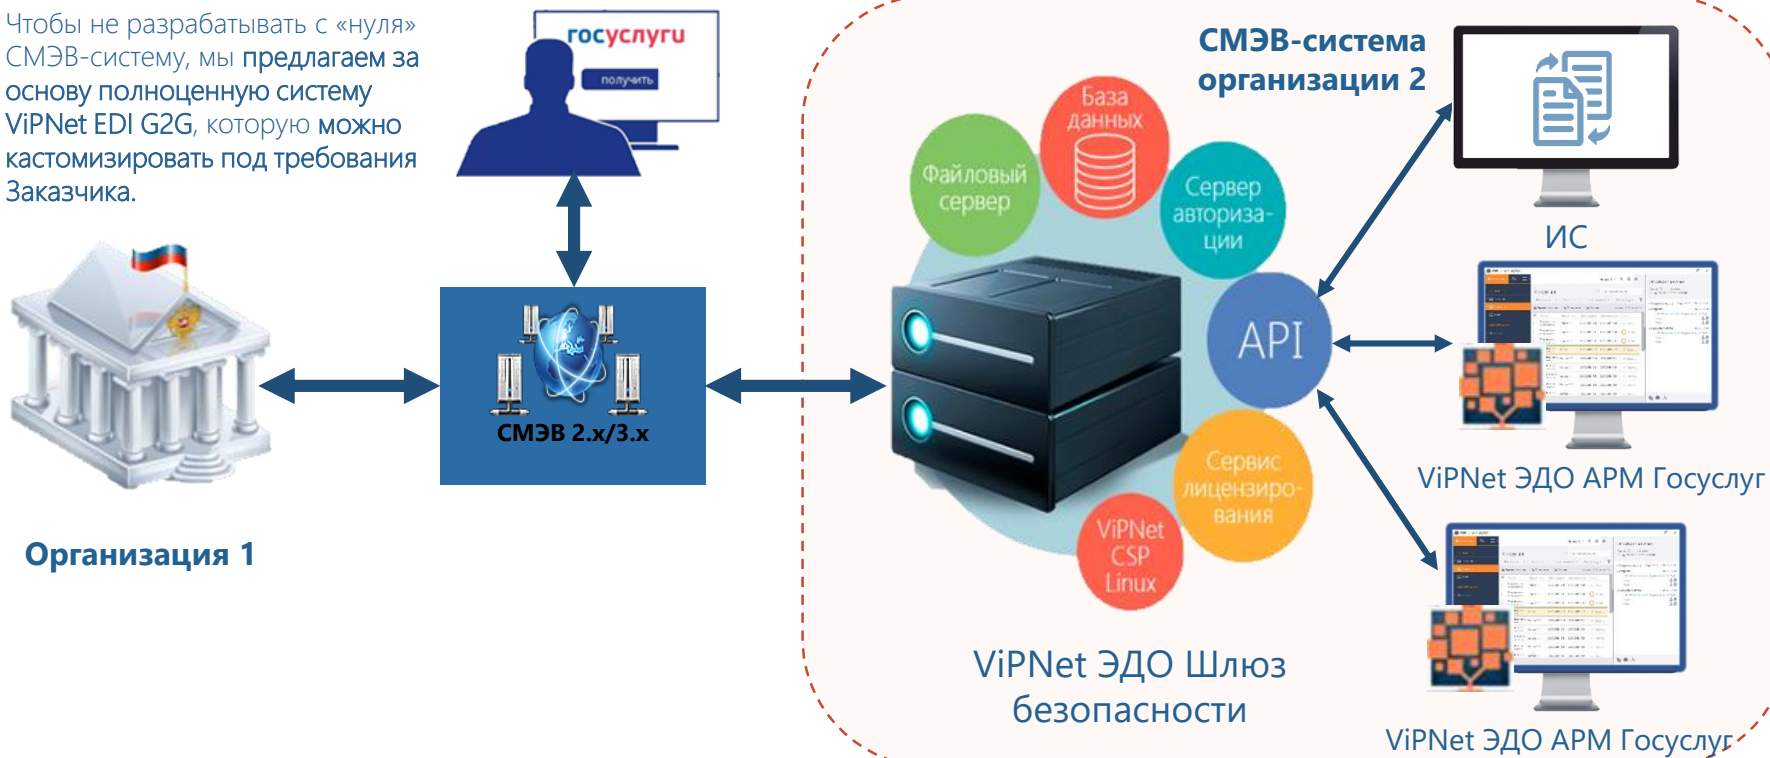 Чтобы не разрабатывать с «нуля»
СМЭВ-систему, мы предлагаем за
основу полноценную систему
ViPNet EDI G2G, которую можно
кастомизировать под требования
Заказчика.
госуслуги
получить
СМЭВ 2.x/3.x
Организация 1
СМЭВ-система
организации 2
База
данных
Файловый
сервер
Сервер
авториза-
ции
API
Сервис
лицензиро-
вания
ViPNet
CSP
Linux
ViPNet ЭДО Шлюз
безопасности
ИС
ViPNet ЭДО АРМ Госуслуг
ViPNet ЭДО АРМ Госуслуг